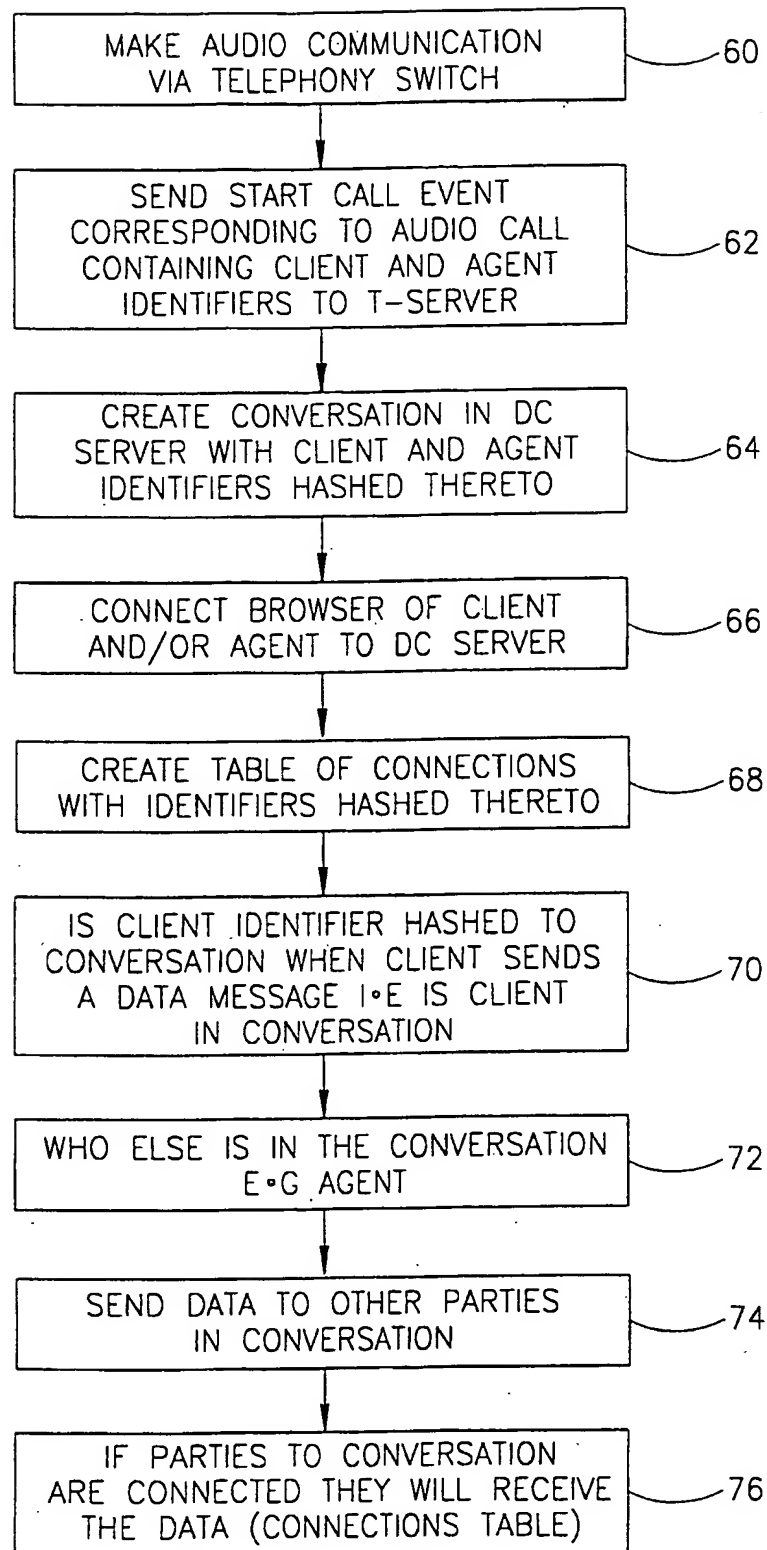 MAKE AUDIO COMMUNICATION
VIA TELEPHONY SWITCH
60
SEND START CALL EVENT
CORRESPONDING TO AUDIO CALL
CONTAINING CLIENT AND AGENT
IDENTIFIERS TO T-SERVER
62
CREATE CONVERSATION IN DC
SERVER WITH CLIENT AND AGENT
IDENTIFIERS HASHED THERETO
64
CONNECT BROWSER OF CLIENT
AND/OR AGENT TO DC SERVER
66
CREATE TABLE OF CONNECTIONS
WITH IDENTIFIERS HASHED THERETO
68
IS CLIENT IDENTIFIER HASHED TO
CONVERSATION WHEN CLIENT SENDS
A DATA MESSAGE I•E IS CLIENT
IN CONVERSATION
70
WHO ELSE IS IN THE CONVERSATION
E•G AGENT
72
SEND DATA TO OTHER PARTIES
IN CONVERSATION
74
IF PARTIES TO CONVERSATION
ARE CONNECTED THEY WILL RECEIVE
THE DATA (CONNECTIONS TABLE)
76